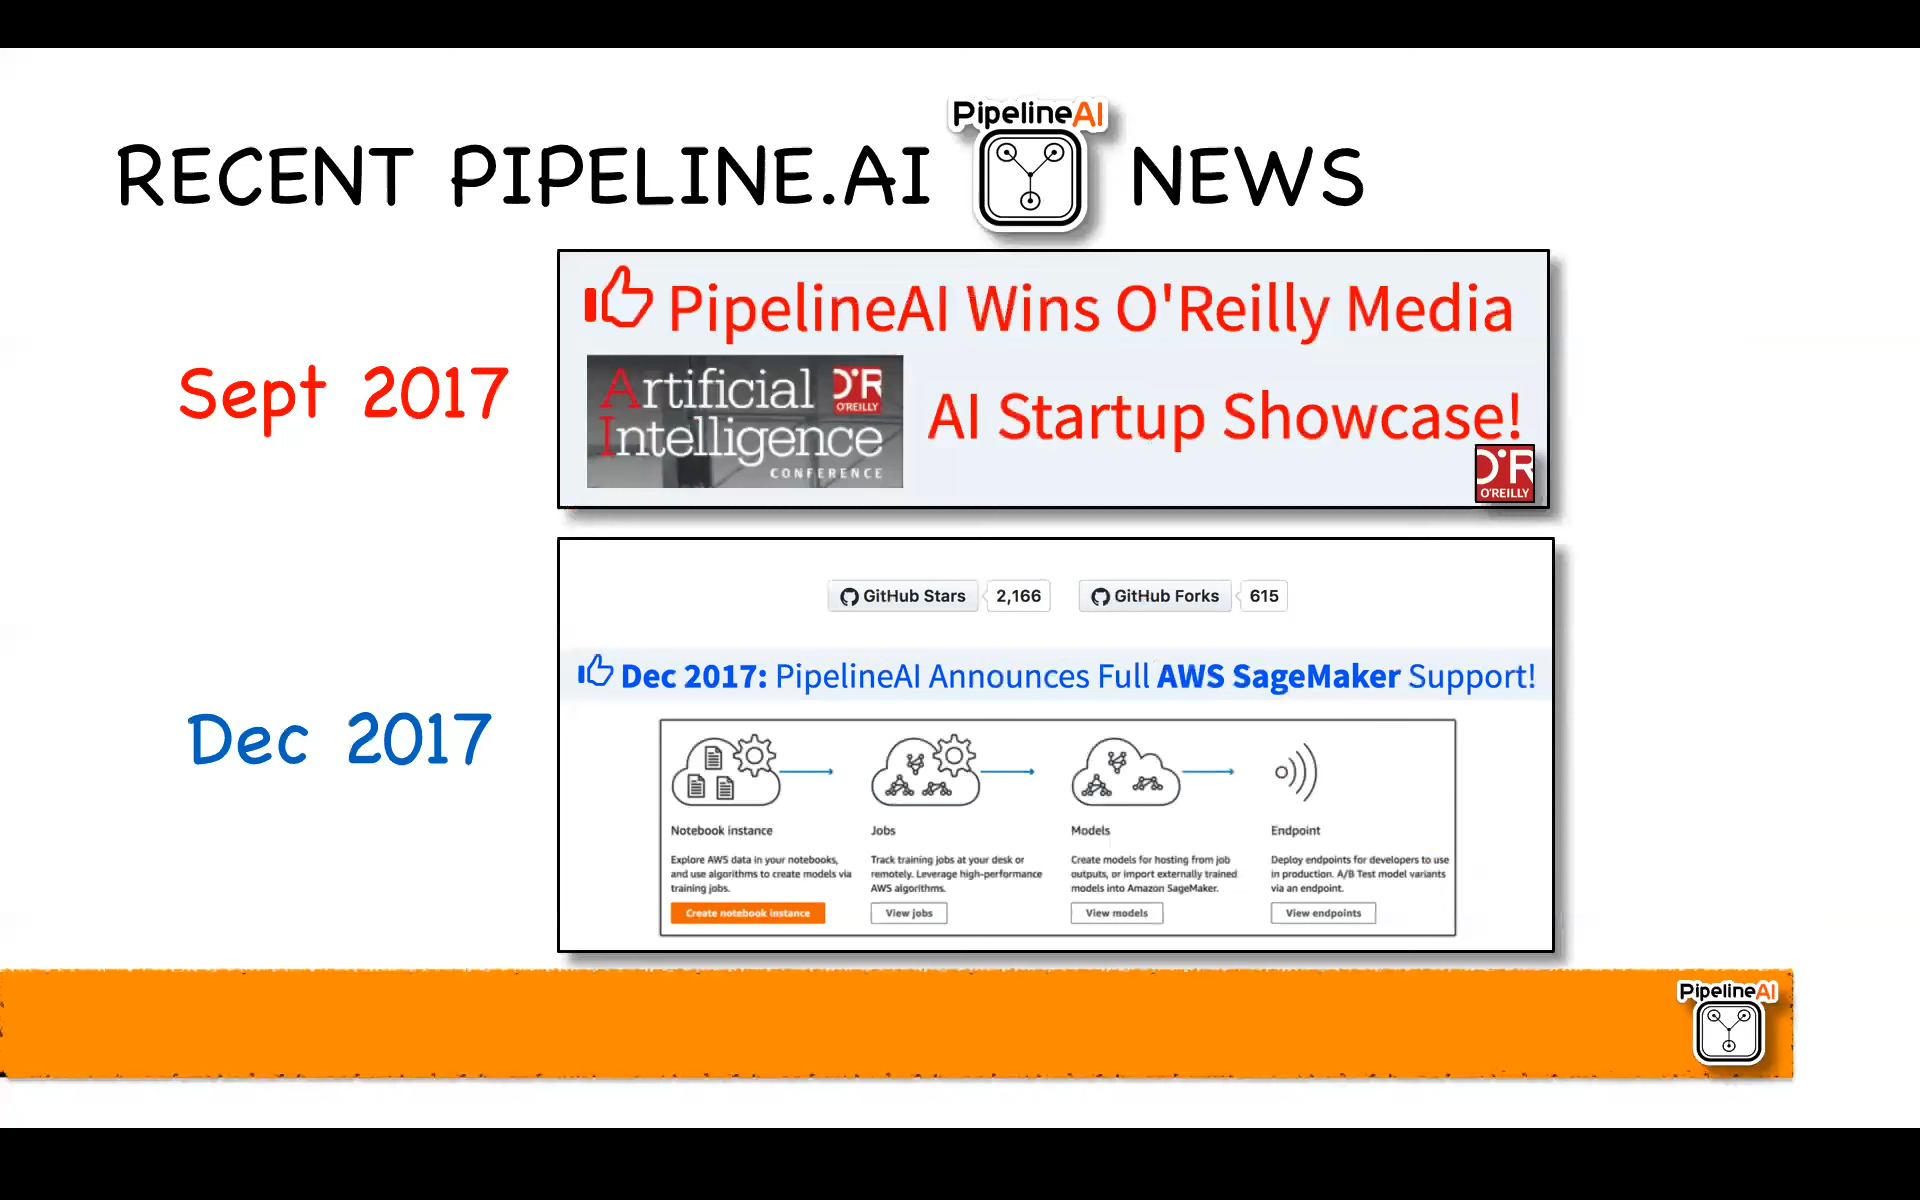 PipelineAI
RECENT PIPELINE.AI NEWS
Sept 2017
PipelineAI Wins O'Reilly Media
Artificial
Intelligence
CONFERENCE
O'R
O'REILLY
AI Startup Showcase!
O'R
O'REILLY
Dec 2017
GitHub Stars 2,166 GitHub Forks 615
Dec 2017: PipelineAI Announces Full AWS SageMaker Support!
Notebook instance
Explore AWS data in your notebooks,
and use algorithms to create models via
training jobs.
Create notebook instance
Jobs
Track training jobs at your desk or
remotely. Leverage high-performance
AWS algorithms.
View jobs
Models
Create models for hosting from job
outputs, or import externally trained
models into Amazon SageMaker.
View models
Endpoint
Deploy endpoints for developers to use
in production. A/B Test model variants
via an endpoint.
View endpoints
PipelineAI